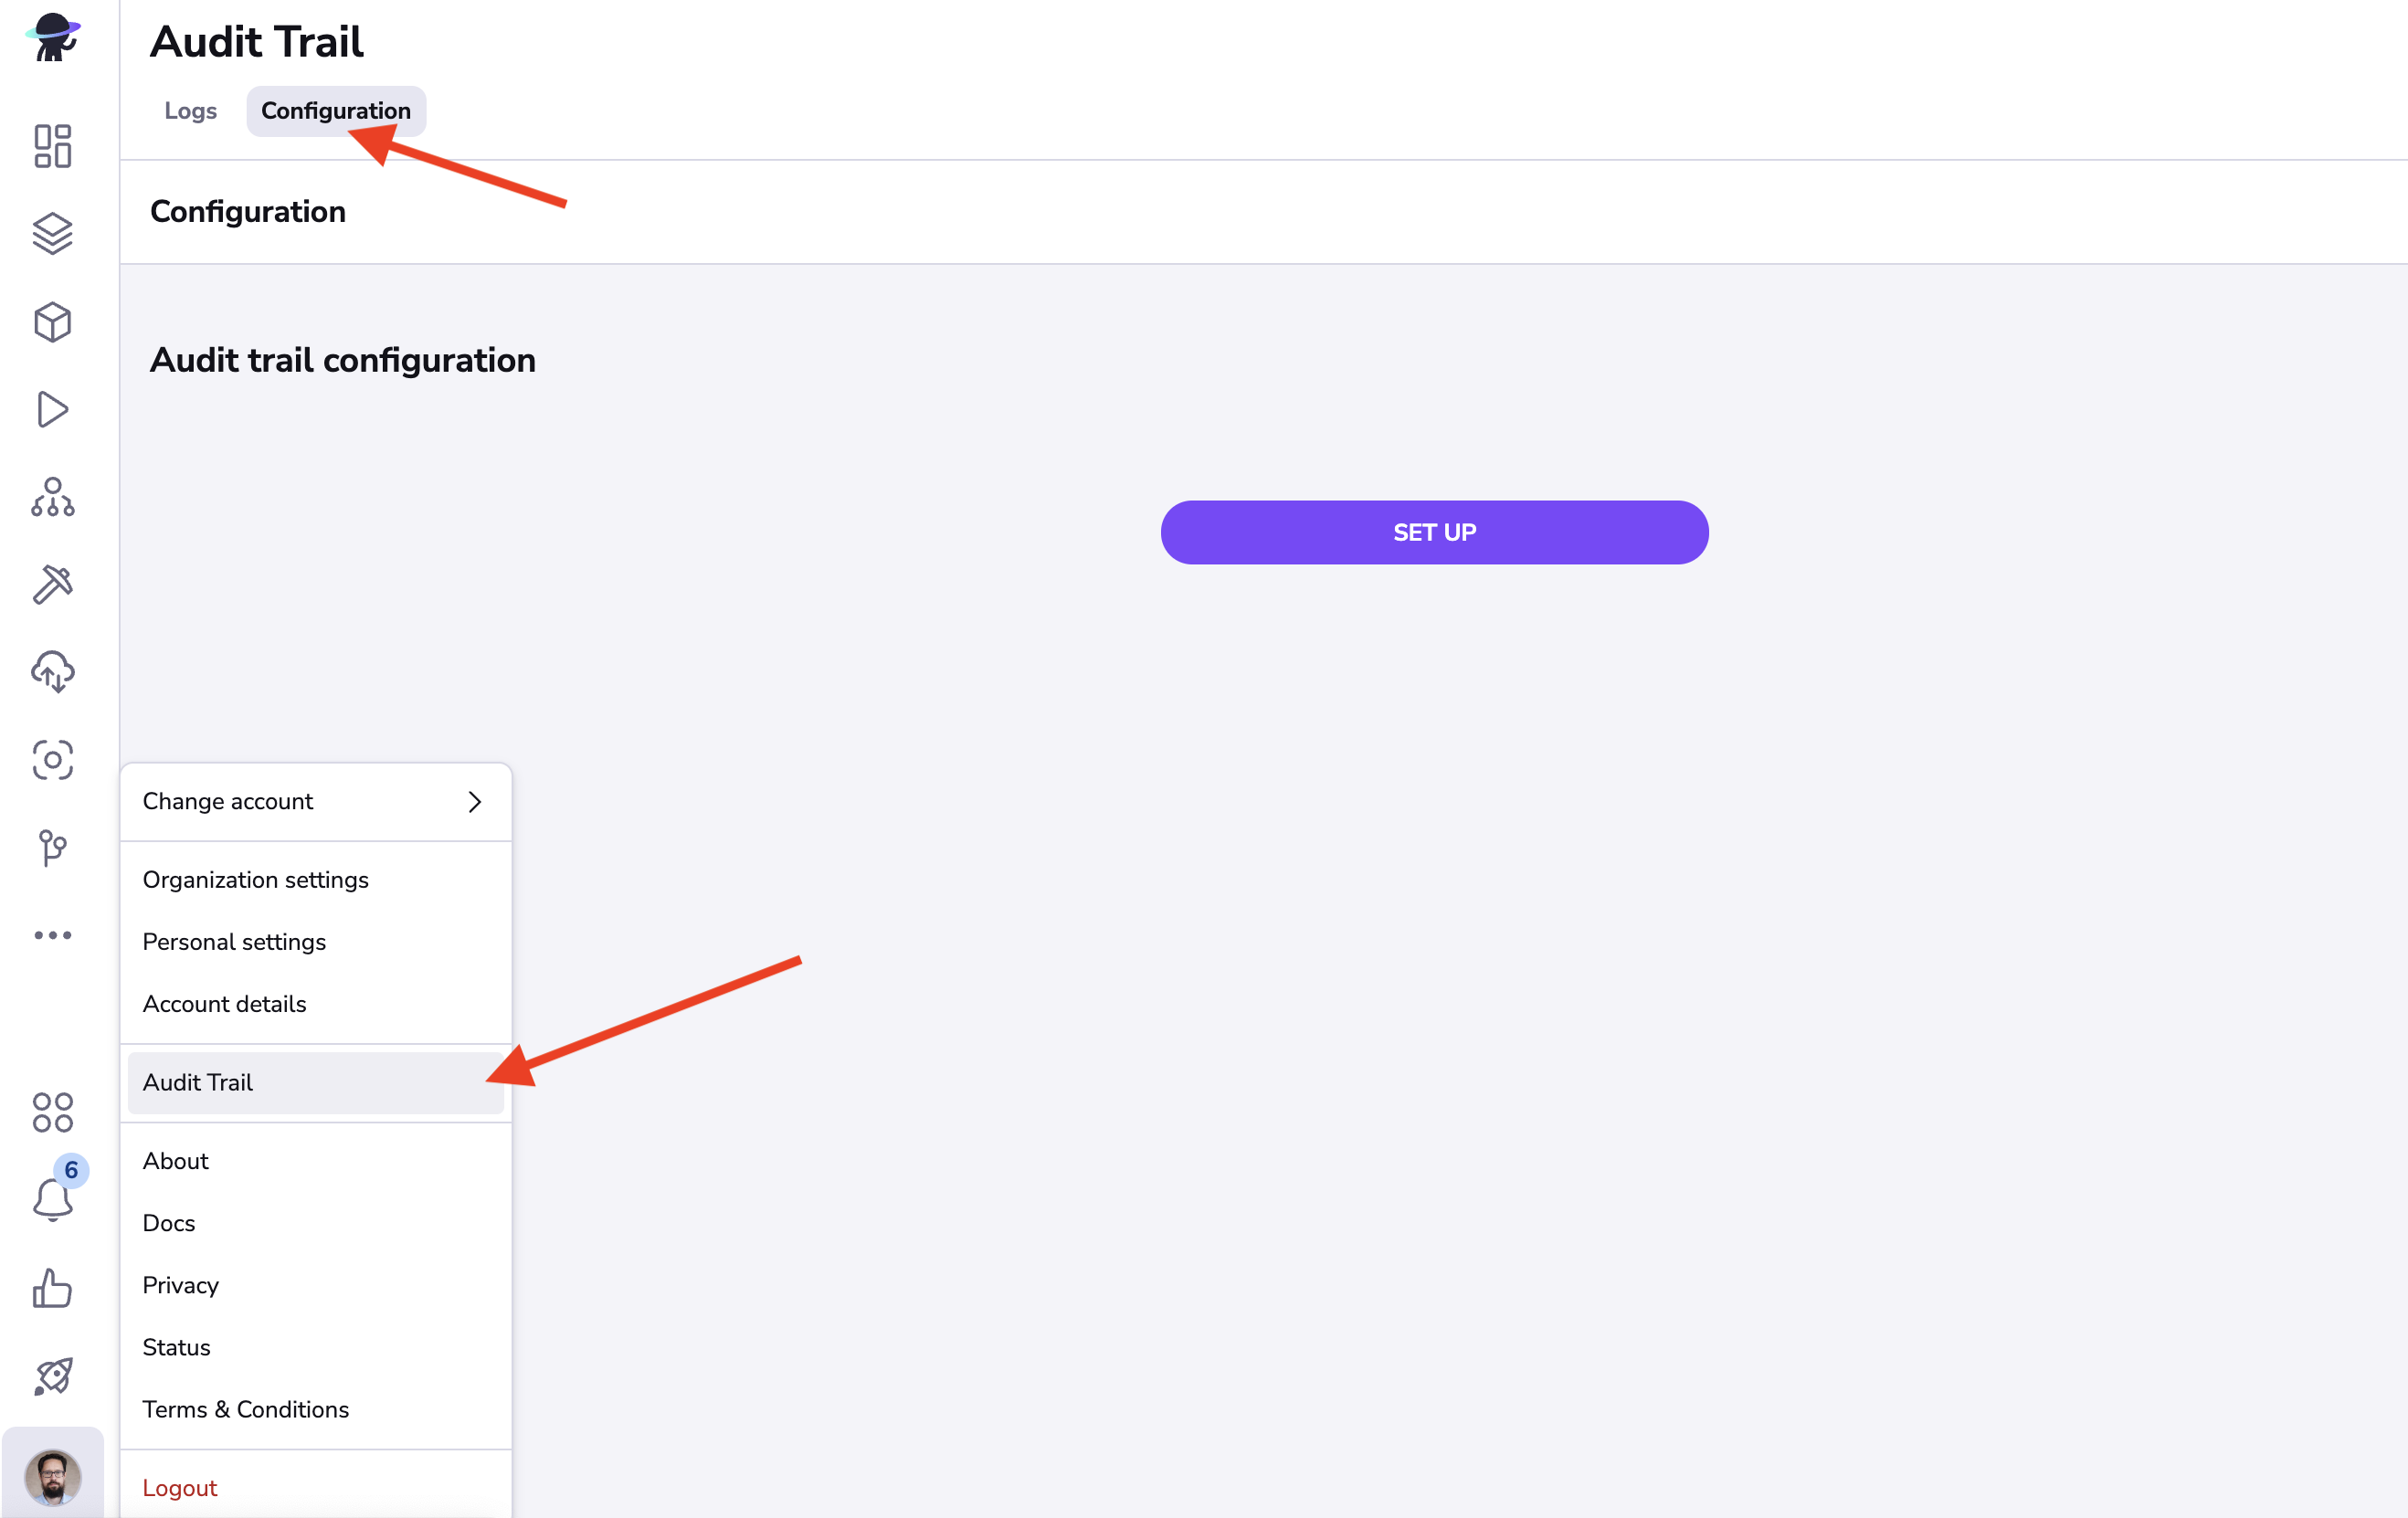 Audit Trail
Logs
Configuration
Configuration
Audit trail configuration
SET UP
Change account
Organization settings
Personal settings
Account details
Audit Trail
About
Docs
Privacy
Status
Terms & Conditions
Logout
6